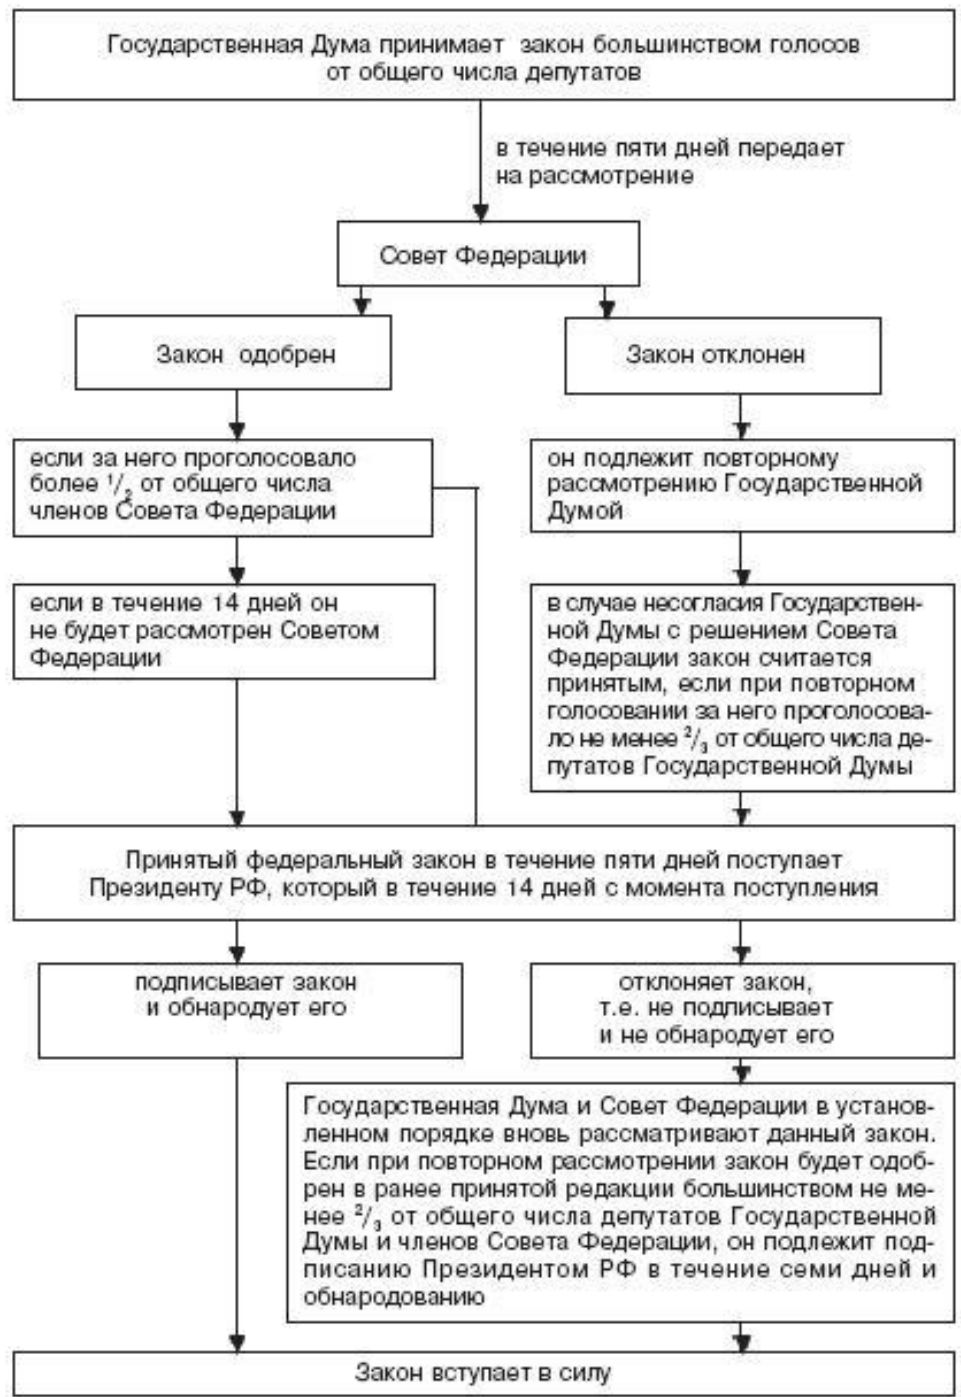 Государственная Дума принимает закон большинством голосов
от общего числа депутатов
в течение пяти дней передает
на рассмотрение
Совет Федерации
Закон одобрен
Закон отклонен
если за него проголосовало
более 1/2 от общего числа
членов Совета Федерации
он подлежит повторному
рассмотрению Государственной
Думой
если в течение 14 дней он
не будет рассмотрен Советом
Федерации
в случае несогласия Государствен-
ной Думы с решением Совета
Федерации закон считается
принятым, если при повторном
голосовании за него проголосова-
ло не менее 2/3 от общего числа де-
путатов Государственной Думы
Принятый федеральный закон в течение пяти дней поступает
Президенту РФ, который в течение 14 дней с момента поступления
подписывает закон
и обнародует его
отклоняет закон,
т.е. не подписывает
и не обнародует его
Государственная Дума и Совет Федерации в установ-
ленном порядке вновь рассматривают данный закон.
Если при повторном рассмотрении закон будет одоб-
рен в ранее принятой редакции большинством не ме-
нее 2/3 от общего числа депутатов Государственной
Думы и членов Совета Федерации, он подлежит под-
писанию Президентом РФ в течение семи дней и
обнародованию
Закон вступает в силу